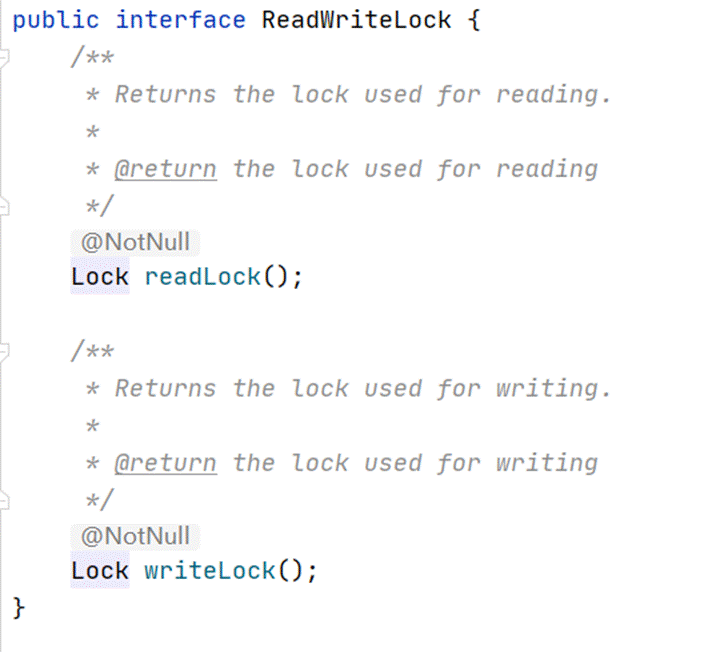 public interface ReadWriteLock {
/**
* Returns the lock used for reading.
*
* @return the lock used for reading
*/
@NotNull
Lock readLock();
/**
* Returns the lock used for writing.
*
* @return the lock used for writing
*/
@NotNull
Lock writeLock();
}